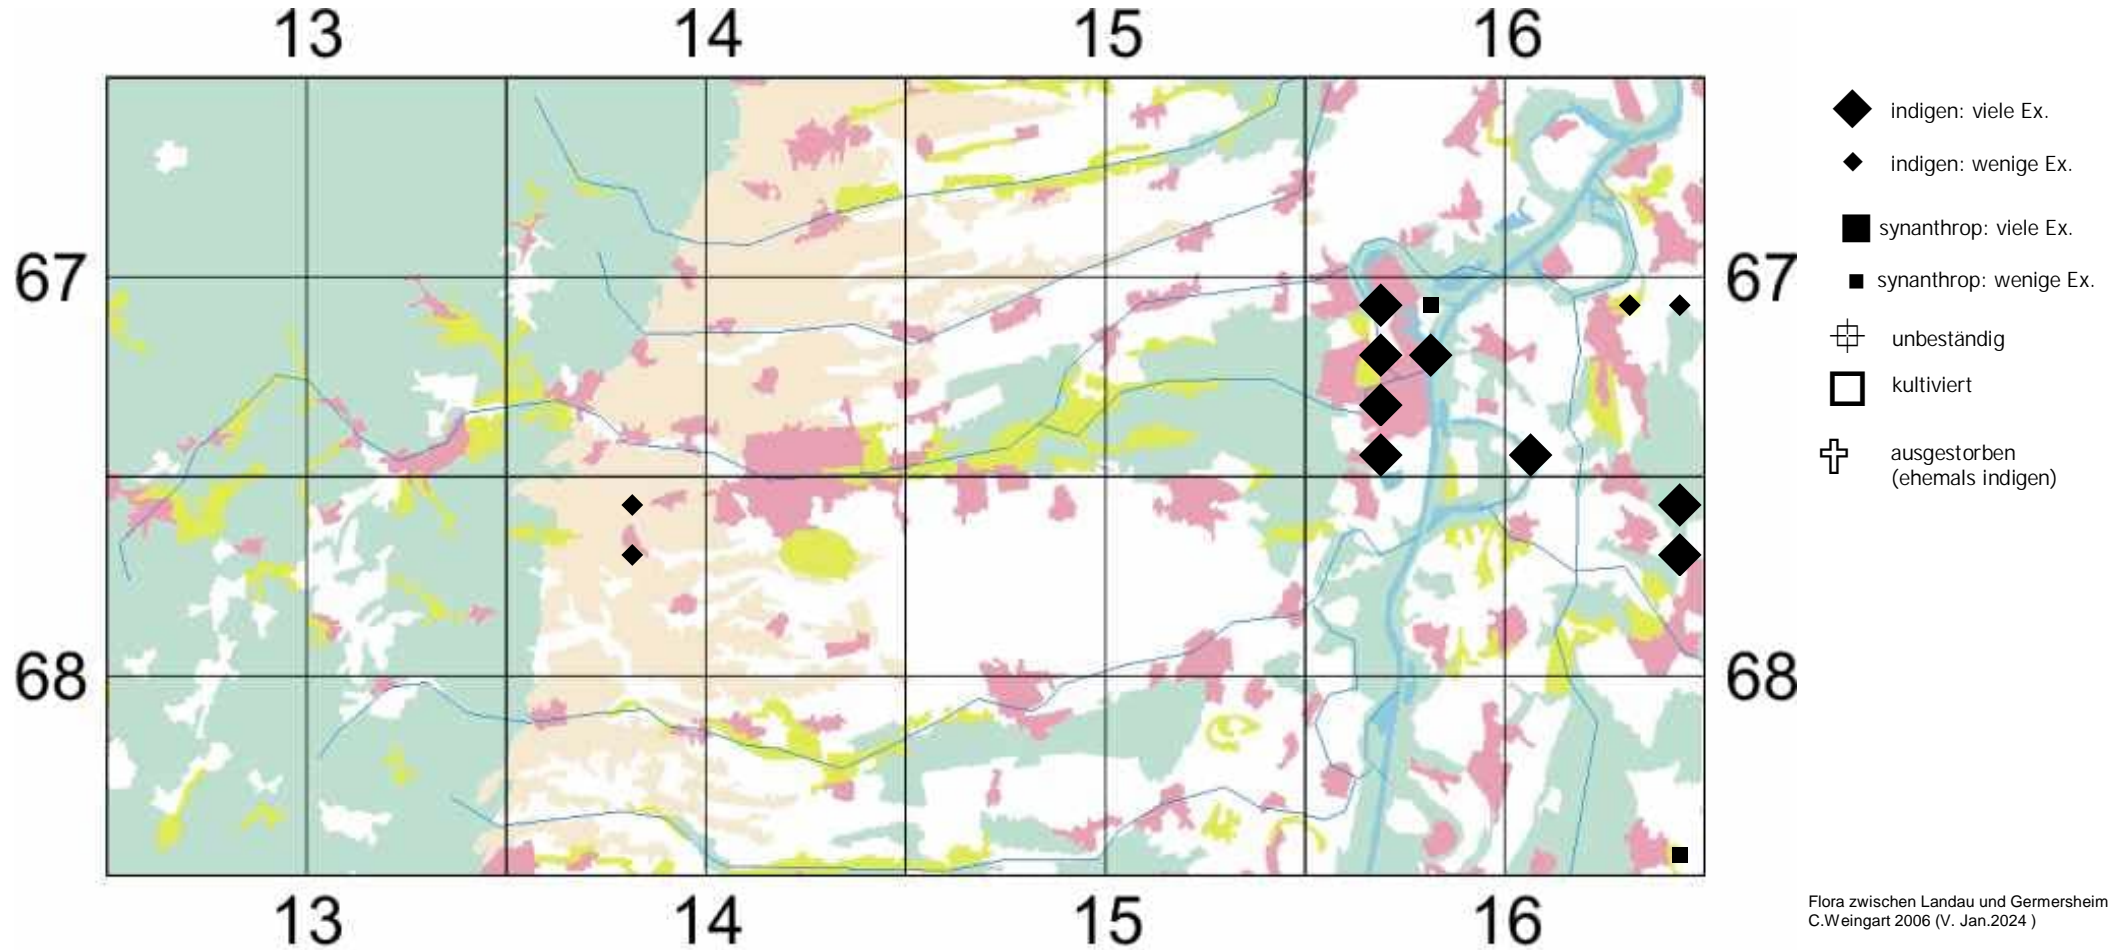 13 14 15 16
67 67
68 68
13 14 15 16
indigen: viele Ex.
indigen: wenige Ex.
synanthrop: viele Ex.
synanthrop: wenige Ex.
unbeständig
kultiviert
ausgestorben
(ehemals indigen)
Flora zwischen Landau und Germersheim
C.Weingart 2006 (V. Jan.2024 )